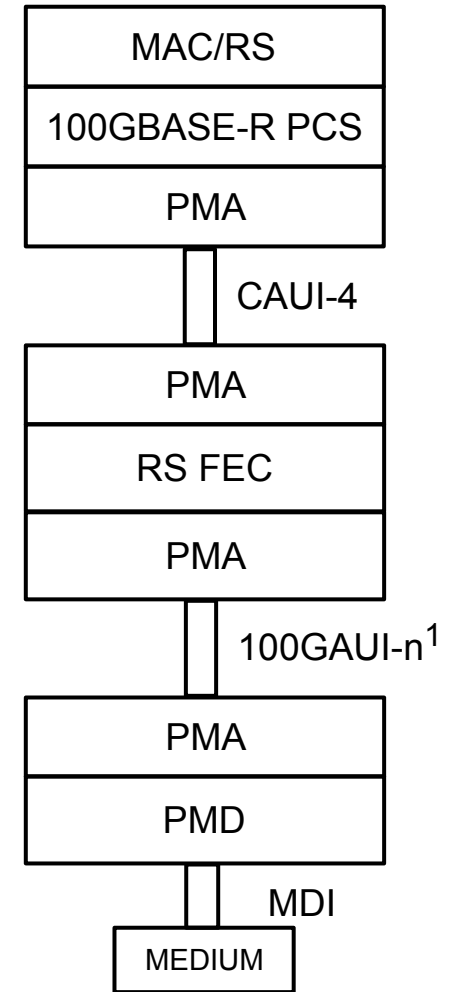 MAC/RS
100GBASE-R PCS
PMA
CAUI-4
PMA
RS FEC
PMA
100GAUI-n¹
PMA
PMD
MDI
MEDIUM